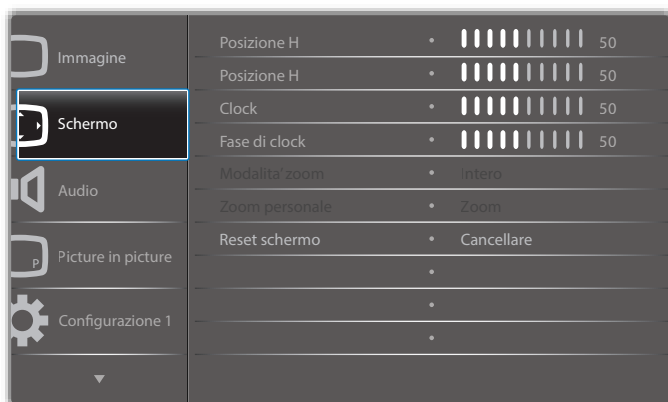 Immagine
Schermo
Audio
Picture in picture
P
Configurazione 1
Posizione H • 50
Posizione H • 50
Clock • 50
Fase di clock • 50
Modalita' zoom • Intero
Zoom personale • Zoom
Reset schermo • Cancellare